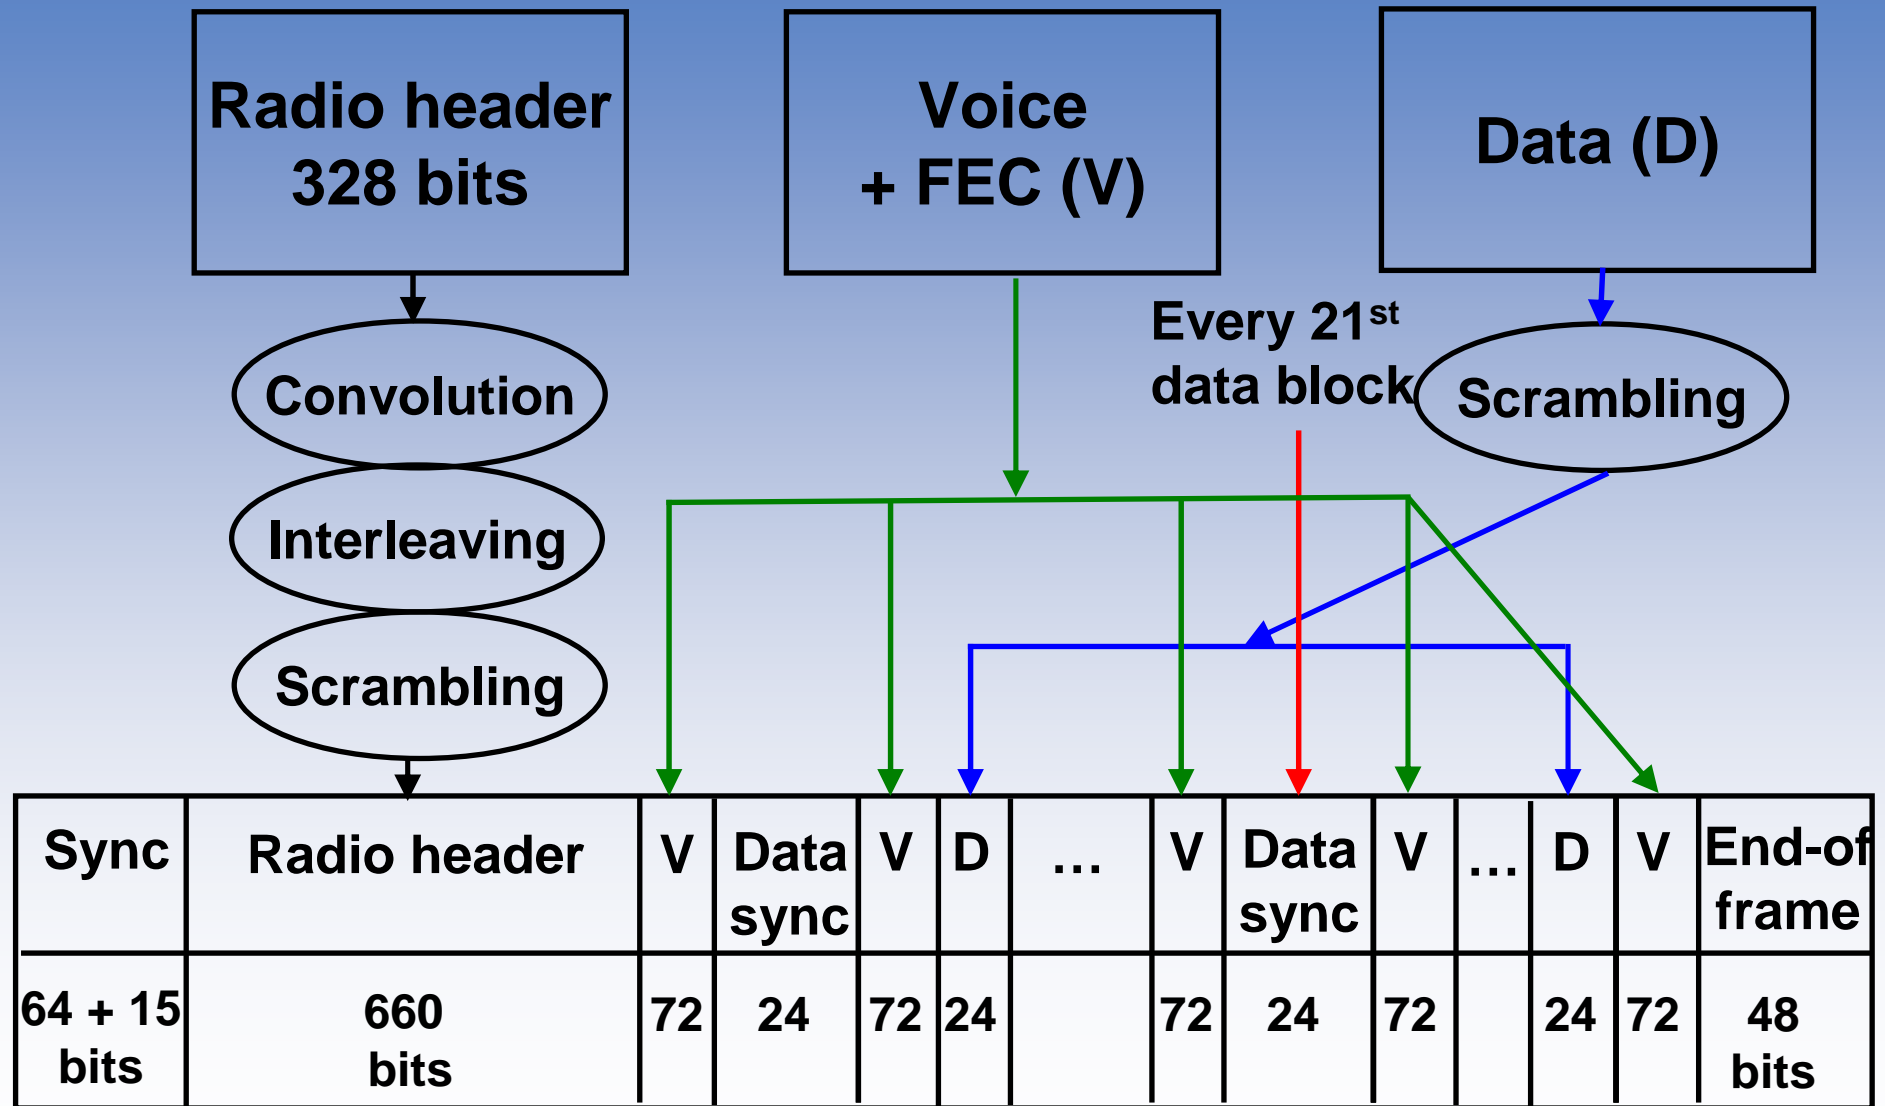 Radio header
328 bits
Voice
+ FEC (V)
Data (D)
Every 21st
data block
Convolution
Scrambling
Interleaving
Scrambling
Sync
Radio header
V
Data
sync
V
D
...
V
Data
sync
V
...
D
V
End-of
frame
64 + 15
bits
660
bits
72
24
72
24
72
24
72
24
72
48
bits